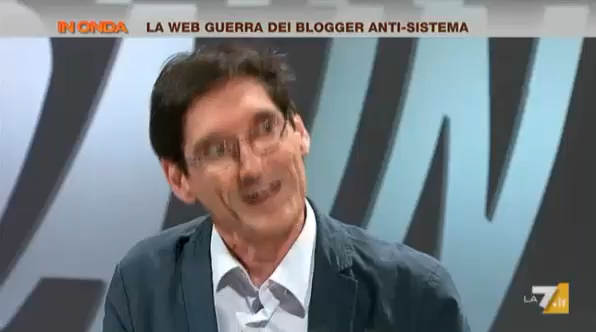 IN ONDA
LA WEB GUERRA DEI BLOGGER ANTI-SISTEMA
LA7.it